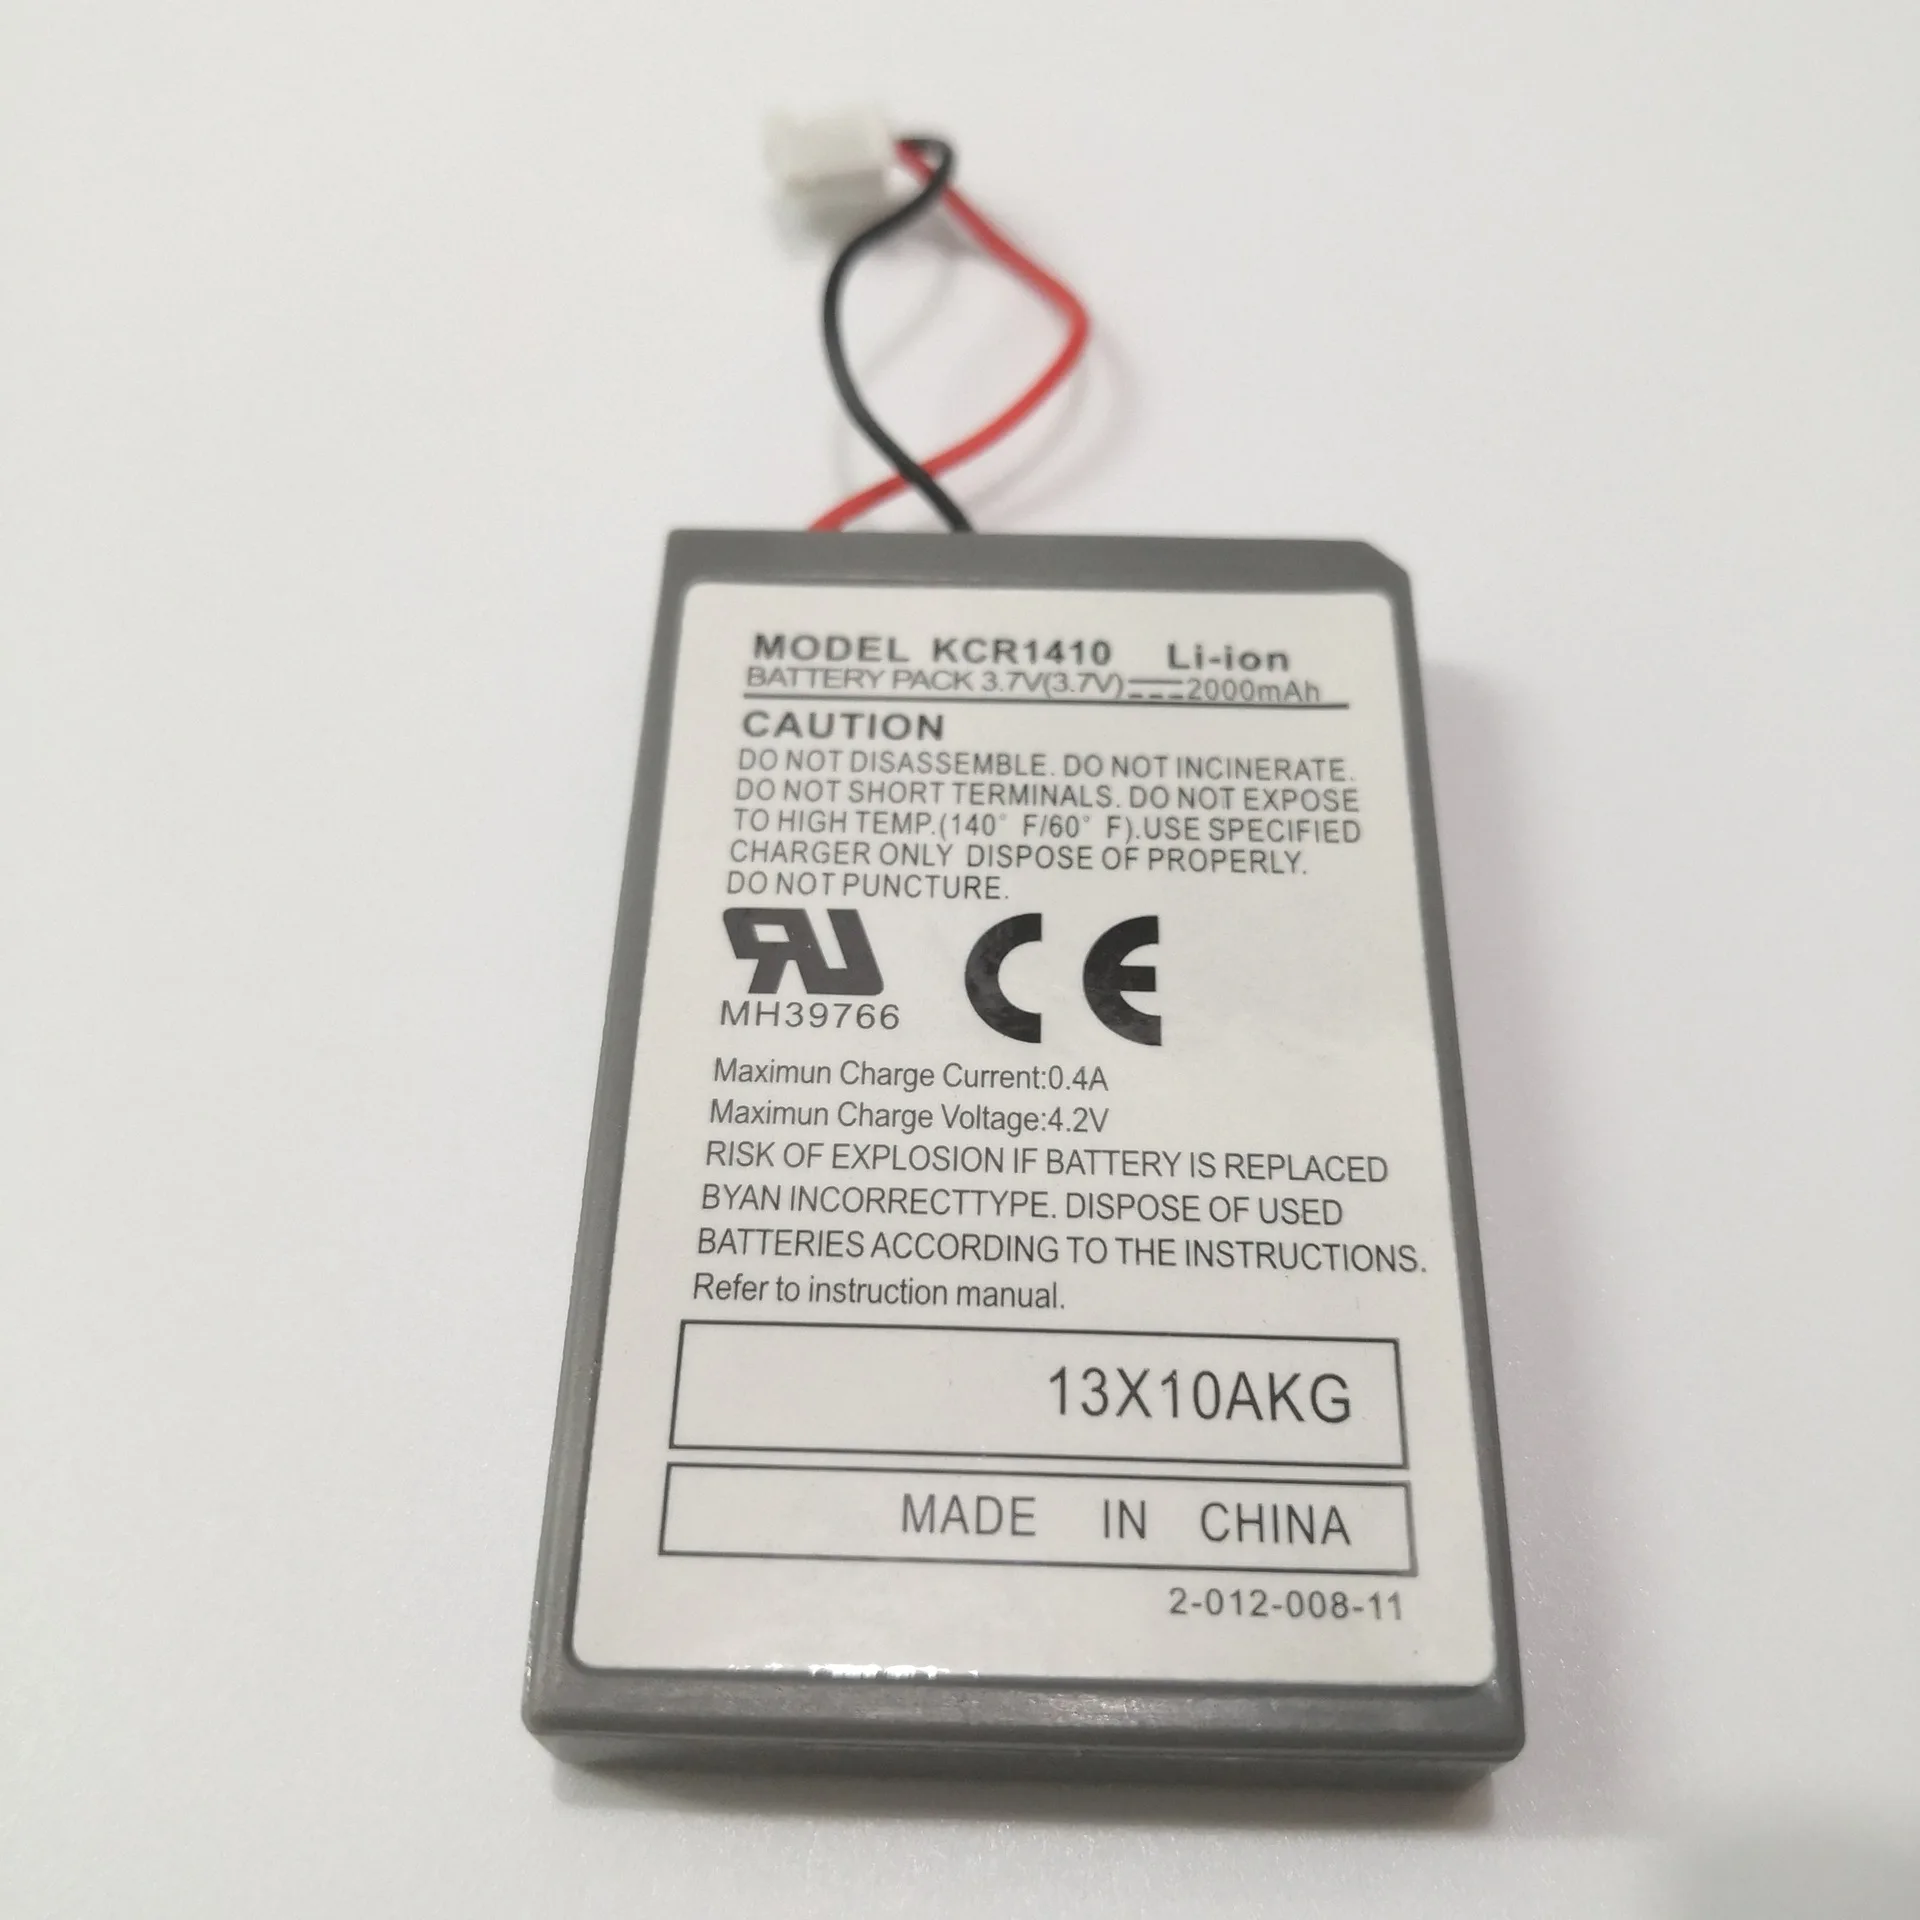 MODEL KCR1410 Li-ion
BATTERY PACK 3.7V(3.7V)⎓2000mAh
CAUTION
DO NOT DISASSEMBLE. DO NOT INCINERATE.
DO NOT SHORT TERMINALS. DO NOT EXPOSE
TO HIGH TEMP.(140° F/60° F).USE SPECIFIED
CHARGER ONLY DISPOSE OF PROPERLY.
DO NOT PUNCTURE.
RU CE
MH39766
Maximun Charge Current:0.4A
Maximun Charge Voltage:4.2V
RISK OF EXPLOSION IF BATTERY IS REPLACED
BYAN INCORRECTTYPE. DISPOSE OF USED
BATTERIES ACCORDING TO THE INSTRUCTIONS.
Refer to instruction manual.
13X10AKG
MADE IN CHINA
2-012-008-11